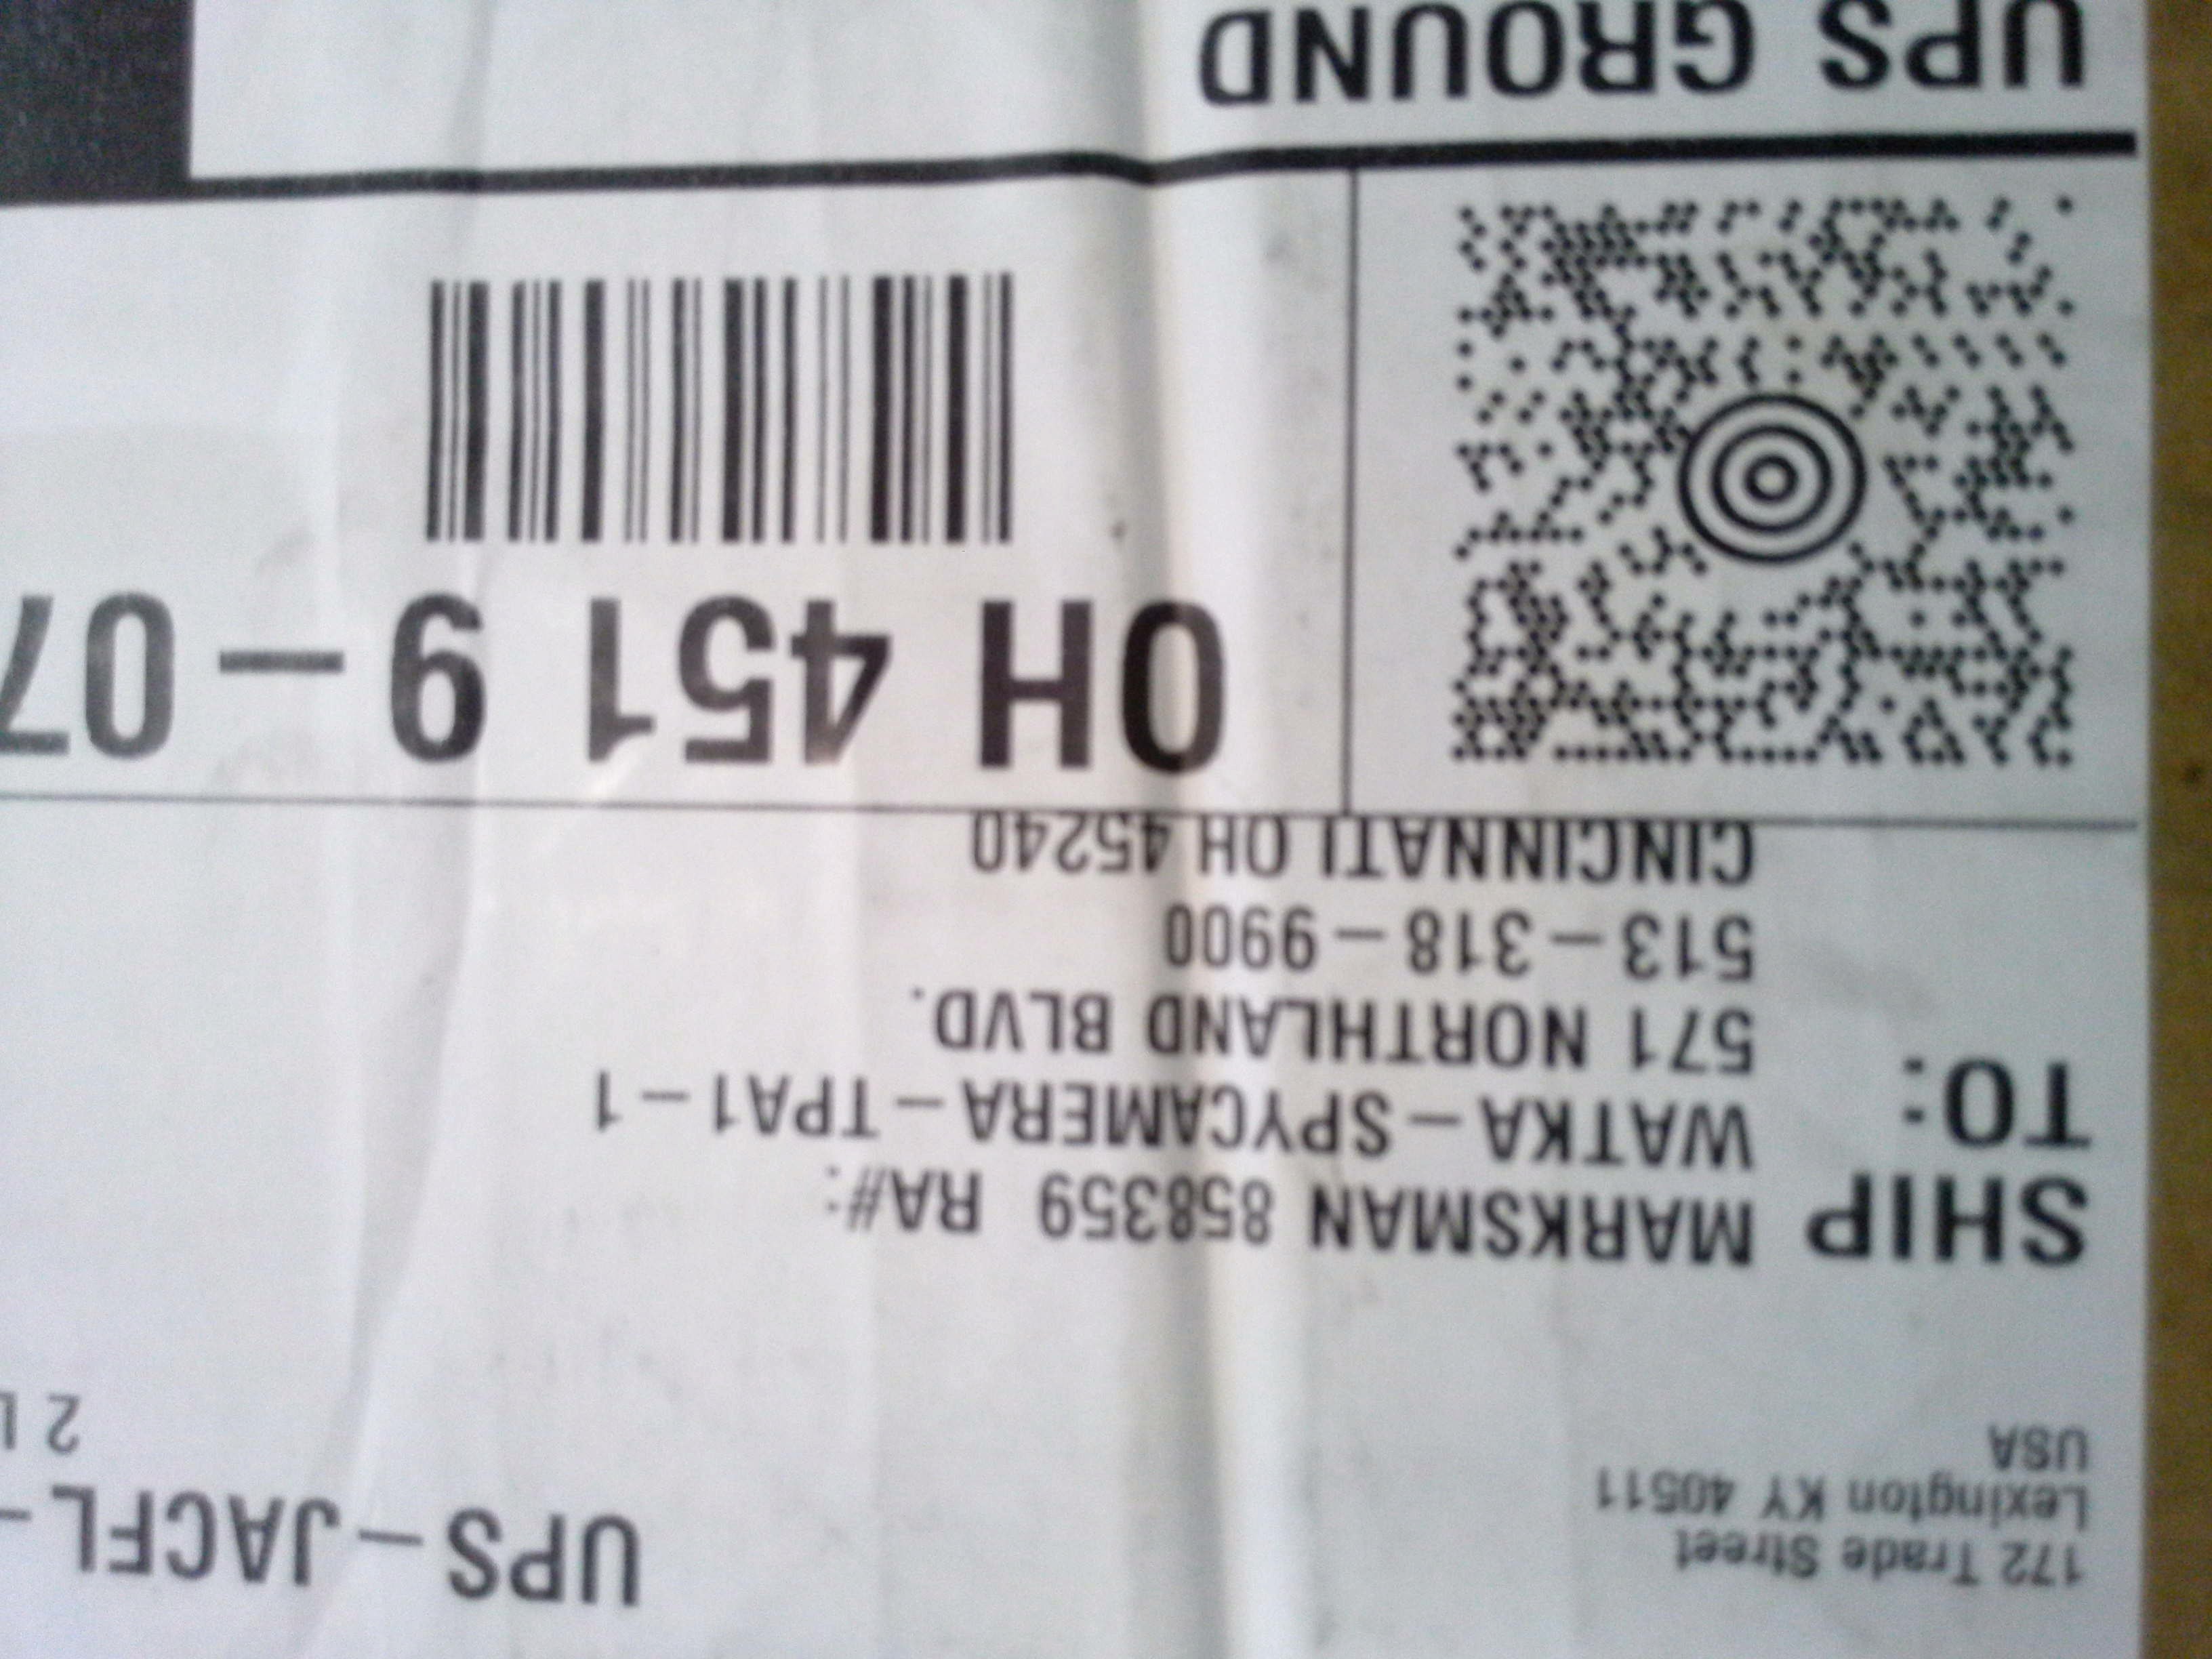 172 Trade Street
Lexington KY 40511
USA
UPS-JACFL-
2
SHIP TO:
MARKSMAN 858359 RA#:
WATKA-SPYCAMERA-TPA1-1
571 NORTHLAND BLVD.
513-318-9900
CINCINNATI OH 45240
OH 451 9-07
UPS GROUND